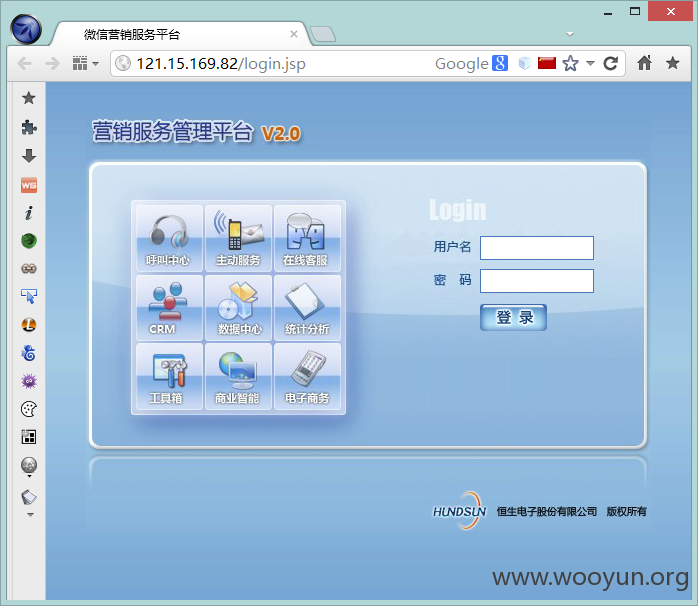 微信营销服务平台
121.15.169.82/login.jsp
Google
8
WS
营销服务管理平台 V2.0
Login
呼叫中心 主动服务 在线客服
用户名
CRM 数据中心 统计分析
密 码
登 录
工具箱 商业智能 电子商务
HUNDSUN 恒生电子股份有限公司 版权所有
www.wooyun.org